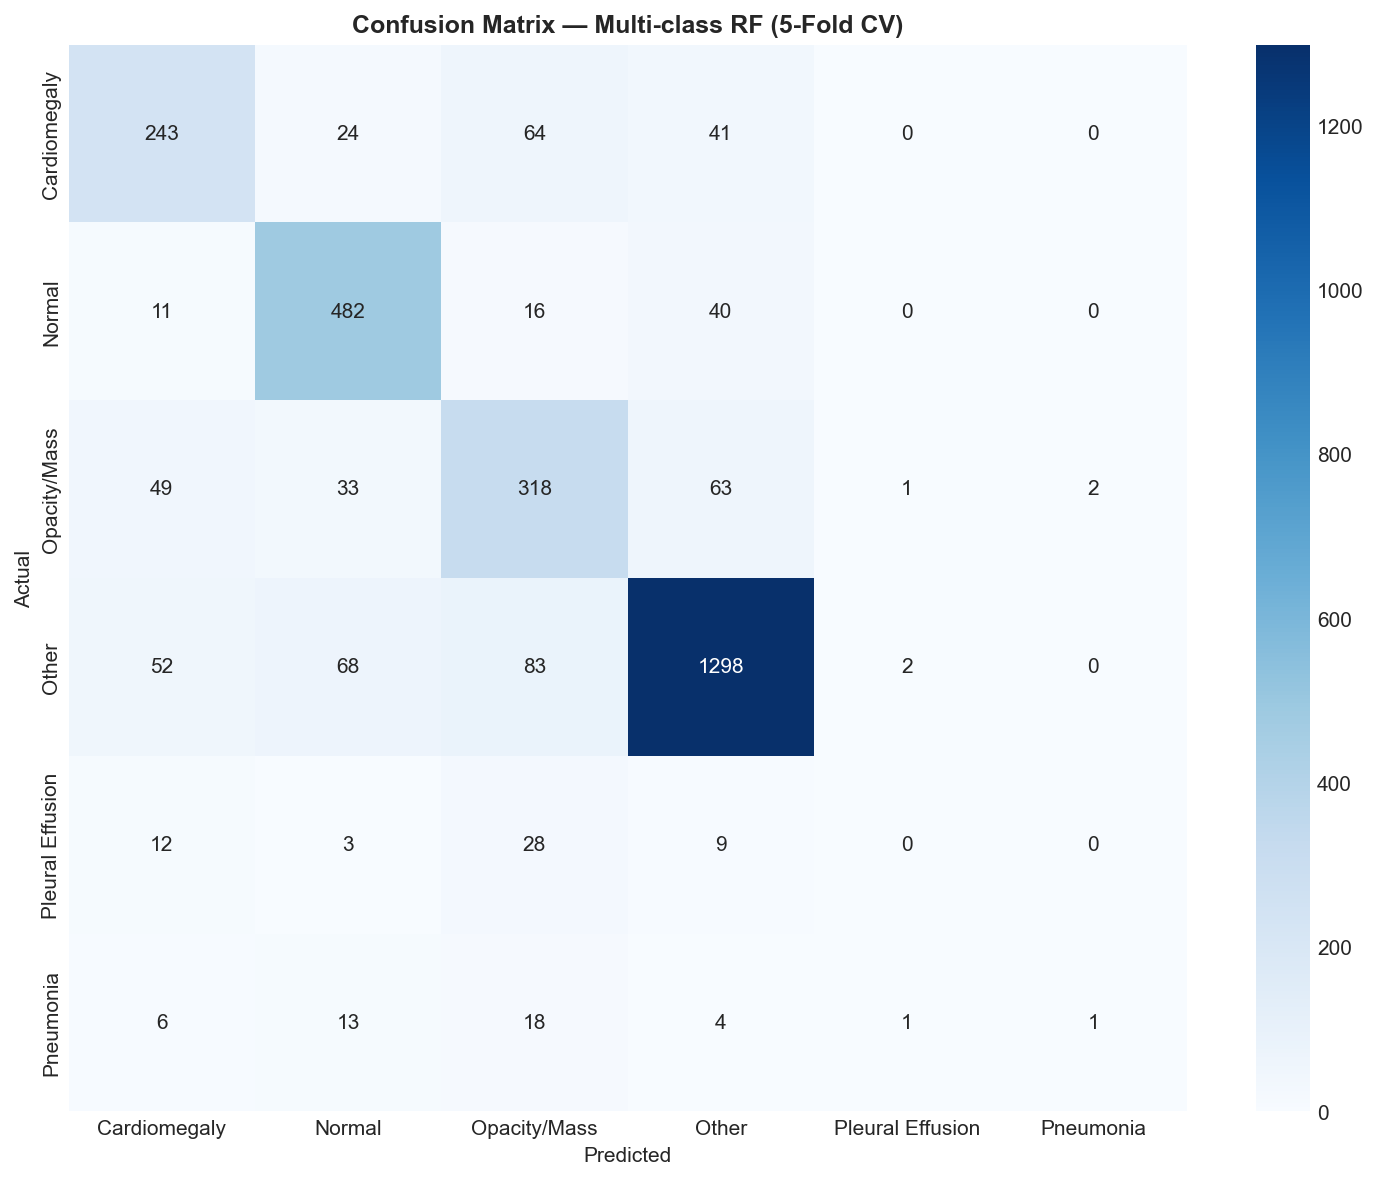 Confusion Matrix — Multi-class RF (5-Fold CV)
Actual
Cardiomegaly
243 24 64 41 0 0
Normal
11 482 16 40 0 0
Opacity/Mass
49 33 318 63 1 2
Other
52 68 83 1298 2 0
Pleural Effusion
12 3 28 9 0 0
Pneumonia
6 13 18 4 1 1
Cardiomegaly Normal Opacity/Mass Other Pleural Effusion Pneumonia
Predicted
1200
1000
800
600
400
200
0